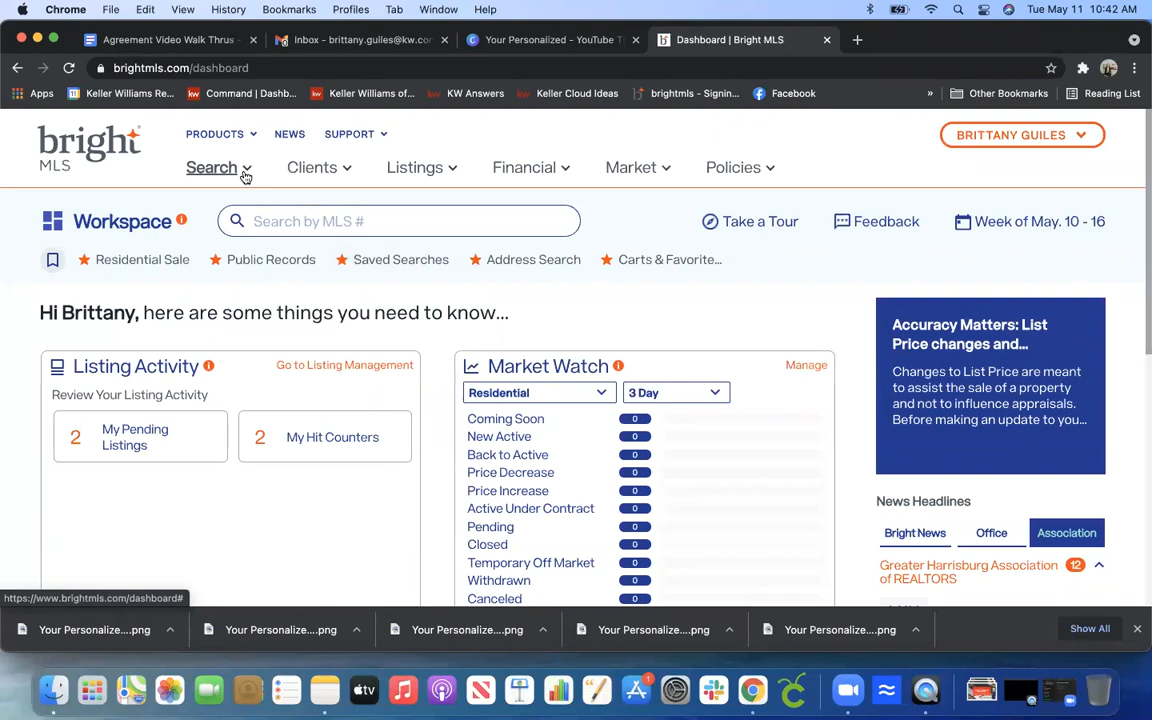 Chrome File Edit View History Bookmarks Profiles Tab Window Help Tue May 11 10:42 AM
Agreement Video Walk Thrus - Inbox - brittany.guiles@kw.com Your Personalized - YouTube T Dashboard | Bright MLS
brightmls.com/dashboard
Apps Keller Williams Re... Command | Dashb... Keller Williams of... KW Answers Keller Cloud Ideas brightmls - Signin... Facebook » Other Bookmarks Reading List
bright
MLS
PRODUCTS NEWS SUPPORT
BRITTANY GUILES
Search Clients Listings Financial Market Policies
Workspace Search by MLS # Take a Tour Feedback Week of May. 10 - 16
Residential Sale Public Records Saved Searches Address Search Carts & Favorite...
Hi Brittany, here are some things you need to know...
Listing Activity Go to Listing Management
Review Your Listing Activity
2 My Pending
Listings
2 My Hit Counters
Market Watch Manage
Residential 3 Day
Coming Soon 0
New Active 0
Back to Active 0
Price Decrease 0
Price Increase 0
Active Under Contract 0
Pending 0
Closed 0
Temporary Off Market 0
Withdrawn 0
Canceled 0
Accuracy Matters: List
Price changes and...
Changes to List Price are meant
to assist the sale of a property
and not to influence appraisals.
Before making an update to you...
News Headlines
Bright News Office Association
Greater Harrisburg Association 12
of REALTORS
https://www.brightmls.com/dashboard#
Your Personalize....png Your Personalize....png Your Personalize....png Your Personalize....png Your Personalize....png Show All